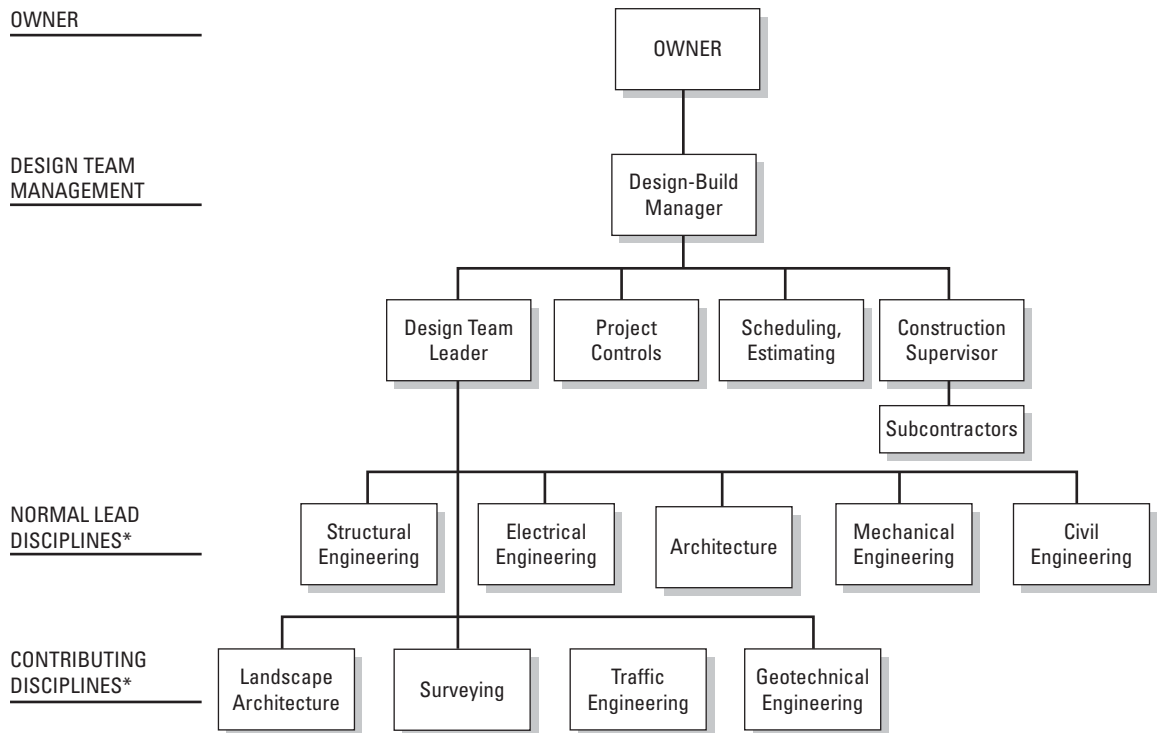 OWNER
OWNER
DESIGN TEAM
MANAGEMENT
Design-Build
Manager
Design Team
Leader
Project
Controls
Scheduling,
Estimating
Construction
Supervisor
Subcontractors
NORMAL LEAD
DISCIPLINES*
Structural
Engineering
Electrical
Engineering
Architecture
Mechanical
Engineering
Civil
Engineering
CONTRIBUTING
DISCIPLINES*
Landscape
Architecture
Surveying
Traffic
Engineering
Geotechnical
Engineering